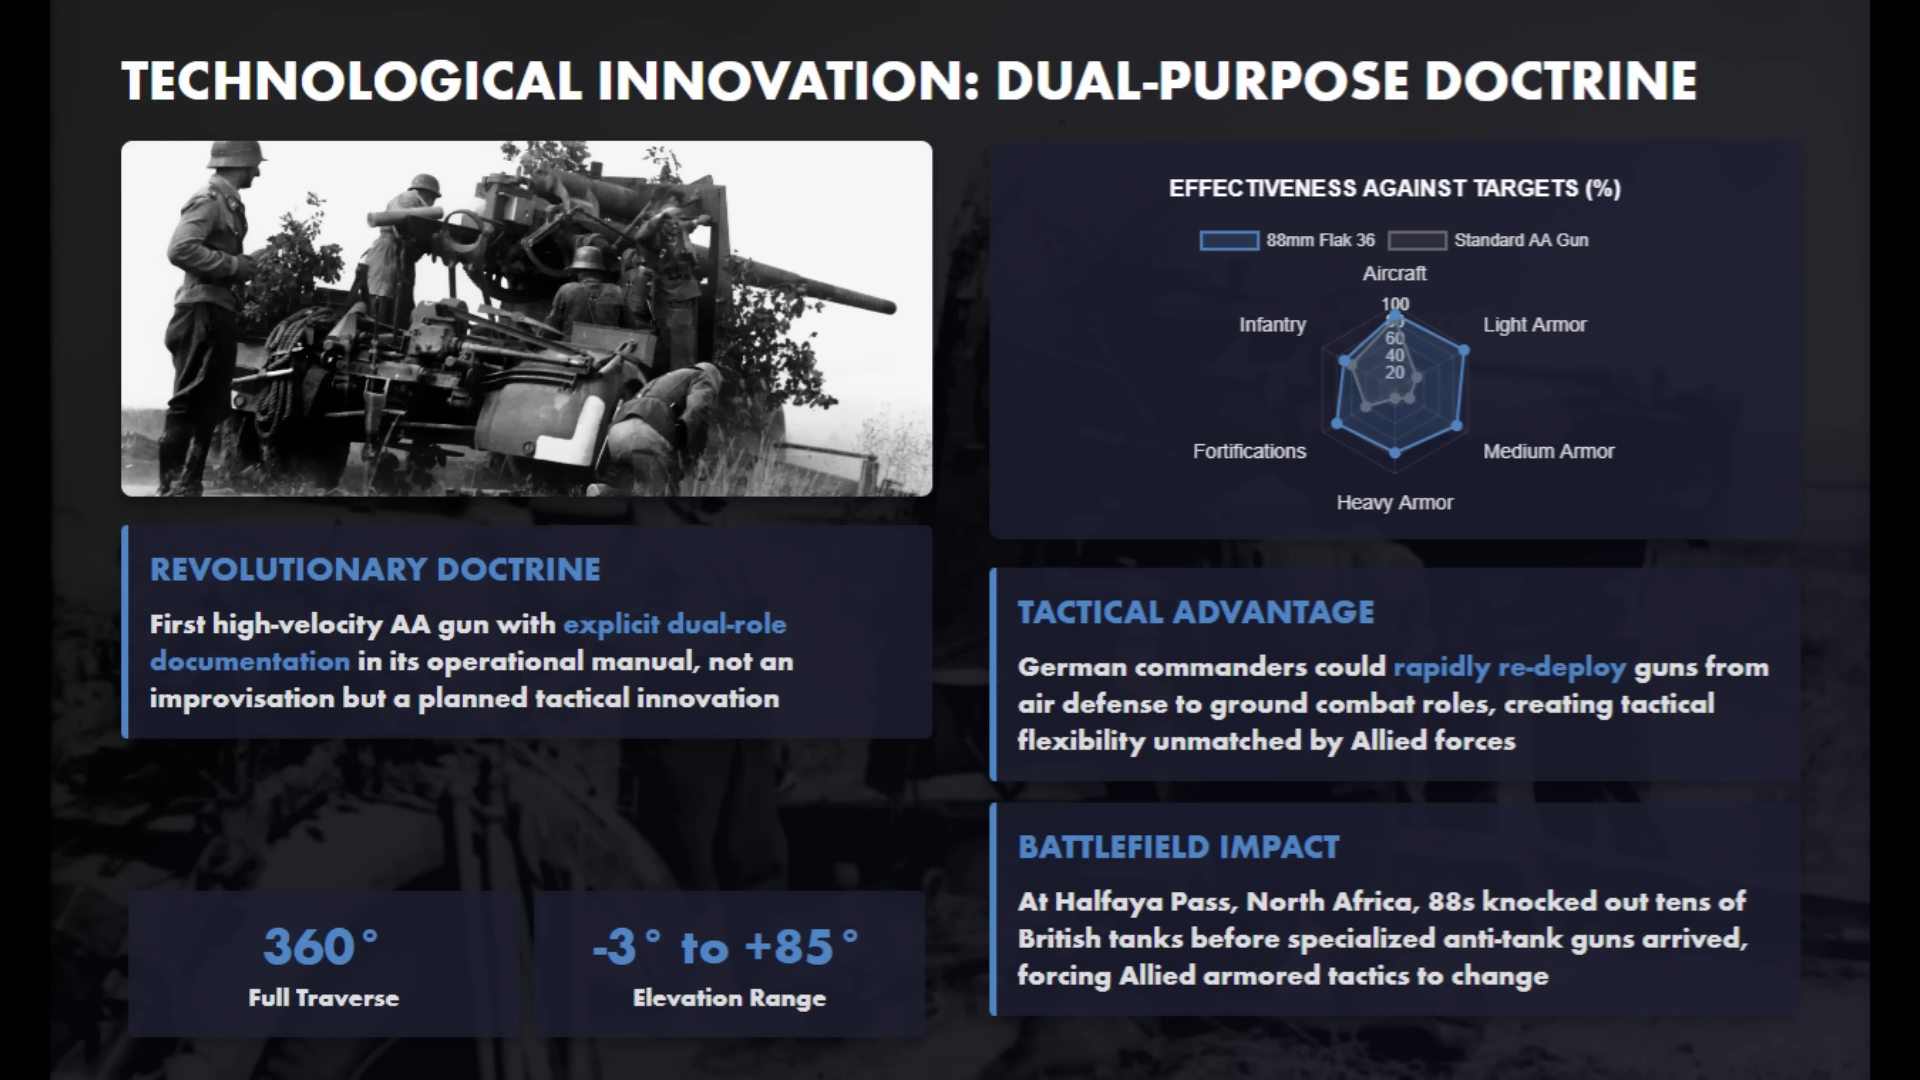 TECHNOLOGICAL INNOVATION: DUAL-PURPOSE DOCTRINE
REVOLUTIONARY DOCTRINE
First high-velocity AA gun with explicit dual-role
documentation in its operational manual, not an
improvisation but a planned tactical innovation
360°
Full Traverse
-3° to +85°
Elevation Range
EFFECTIVENESS AGAINST TARGETS (%)
88mm Flak 36
Standard AA Gun
Aircraft
100
80
60
40
20
Infantry
Light Armor
Fortifications
Medium Armor
Heavy Armor
TACTICAL ADVANTAGE
German commanders could rapidly re-deploy guns from
air defense to ground combat roles, creating tactical
flexibility unmatched by Allied forces
BATTLEFIELD IMPACT
At Halfaya Pass, North Africa, 88s knocked out tens of
British tanks before specialized anti-tank guns arrived,
forcing Allied armored tactics to change